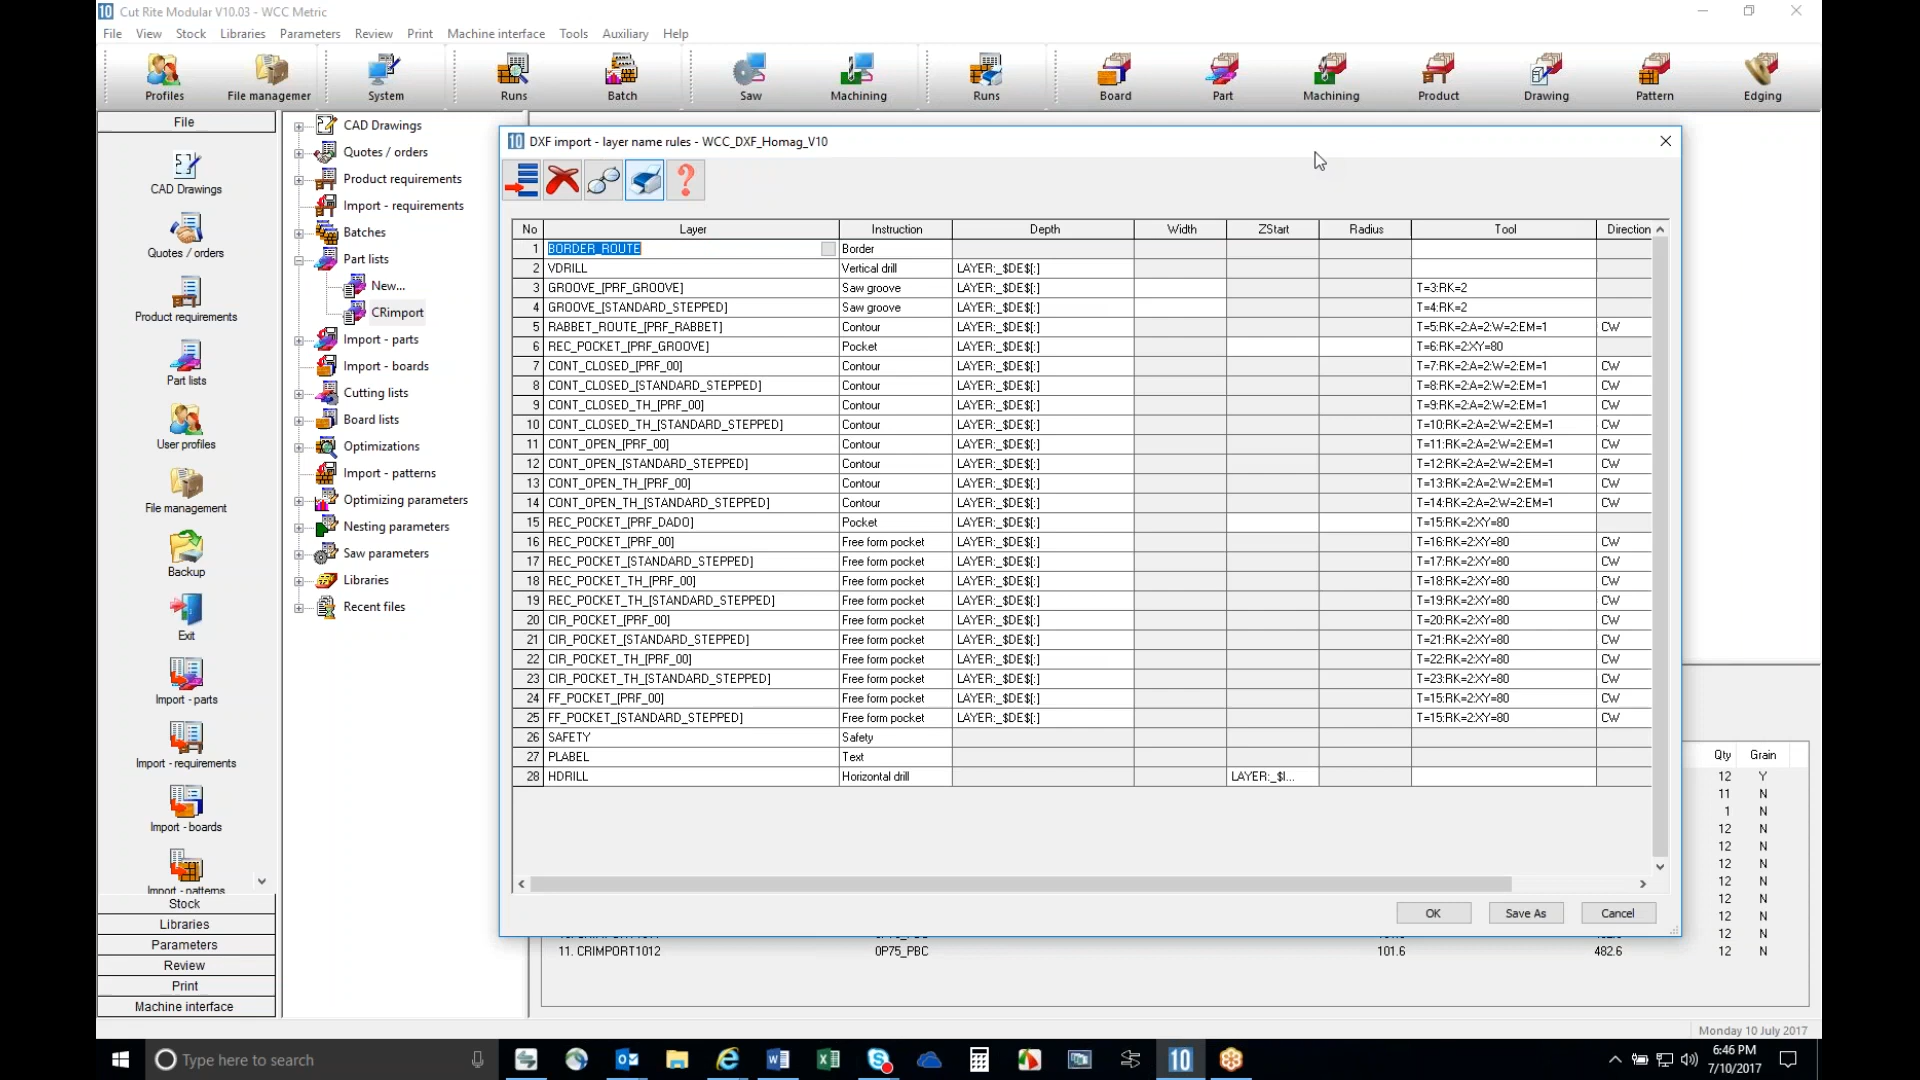 Cut Rite Modular V10.03 - WCC Metric
File View Stock Libraries Parameters Review Print Machine interface Tools Auxiliary Help
Profiles File management System Runs Batch Saw Machining Runs Board Part Machining Product Drawing Pattern Edging
File
CAD Drawings
Quotes / orders
Product requirements
Part lists
User profiles
File management
Backup
Exit
Import - parts
Import - requirements
Import - boards
Import - patterns
Stock
Libraries
Parameters
Review
Print
Machine interface
CAD Drawings
Quotes / orders
Product requirements
Import - requirements
Batches
Part lists
New...
CRimport
Import - parts
Import - boards
Cutting lists
Board lists
Optimizations
Import - patterns
Optimizing parameters
Nesting parameters
Saw parameters
Libraries
Recent files
DXF import - layer name rules - WCC_DXF_Homag_V10
No Layer Instruction Depth Width ZStart Radius Tool Direction
1 BORDER_ROUTE Border
2 VDRILL Vertical drill LAYER:_$DE$[:]
3 GROOVE_[PRF_GROOVE] Saw groove LAYER:_$DE$[:] T=3:RK=2
4 GROOVE_[STANDARD_STEPPED] Saw groove LAYER:_$DE$[:] T=4:RK=2
5 RABBET_ROUTE_[PRF_RABBET] Contour LAYER:_$DE$[:] T=5:RK=2:A=2:W=2:EM=1 CW
6 REC_POCKET_[PRF_GROOVE] Pocket LAYER:_$DE$[:] T=6:RK=2:XY=80
7 CONT_CLOSED_[PRF_00] Contour LAYER:_$DE$[:] T=7:RK=2:A=2:W=2:EM=1 CW
8 CONT_CLOSED_[STANDARD_STEPPED] Contour LAYER:_$DE$[:] T=8:RK=2:A=2:W=2:EM=1 CW
9 CONT_CLOSED_TH_[PRF_00] Contour LAYER:_$DE$[:] T=9:RK=2:A=2:W=2:EM=1 CW
10 CONT_CLOSED_TH_[STANDARD_STEPPED] Contour LAYER:_$DE$[:] T=10:RK=2:A=2:W=2:EM=1 CW
11 CONT_OPEN_[PRF_00] Contour LAYER:_$DE$[:] T=11:RK=2:A=2:W=2:EM=1 CW
12 CONT_OPEN_[STANDARD_STEPPED] Contour LAYER:_$DE$[:] T=12:RK=2:A=2:W=2:EM=1 CW
13 CONT_OPEN_TH_[PRF_00] Contour LAYER:_$DE$[:] T=13:RK=2:A=2:W=2:EM=1 CW
14 CONT_OPEN_TH_[STANDARD_STEPPED] Contour LAYER:_$DE$[:] T=14:RK=2:A=2:W=2:EM=1 CW
15 REC_POCKET_[PRF_DADO] Pocket LAYER:_$DE$[:] T=15:RK=2:XY=80
16 REC_POCKET_[PRF_00] Free form pocket LAYER:_$DE$[:] T=16:RK=2:XY=80 CW
17 REC_POCKET_[STANDARD_STEPPED] Free form pocket LAYER:_$DE$[:] T=17:RK=2:XY=80 CW
18 REC_POCKET_TH_[PRF_00] Free form pocket LAYER:_$DE$[:] T=18:RK=2:XY=80 CW
19 REC_POCKET_TH_[STANDARD_STEPPED] Free form pocket LAYER:_$DE$[:] T=19:RK=2:XY=80 CW
20 CIR_POCKET_[PRF_00] Free form pocket LAYER:_$DE$[:] T=20:RK=2:XY=80 CW
21 CIR_POCKET_[STANDARD_STEPPED] Free form pocket LAYER:_$DE$[:] T=21:RK=2:XY=80 CW
22 CIR_POCKET_TH_[PRF_00] Free form pocket LAYER:_$DE$[:] T=22:RK=2:XY=80 CW
23 CIR_POCKET_TH_[STANDARD_STEPPED] Free form pocket LAYER:_$DE$[:] T=23:RK=2:XY=80 CW
24 FF_POCKET_[PRF_00] Free form pocket LAYER:_$DE$[:] T=15:RK=2:XY=80 CW
25 FF_POCKET_[STANDARD_STEPPED] Free form pocket LAYER:_$DE$[:] T=15:RK=2:XY=80 CW
26 SAFETY Safety
27 PLABEL Text
28 HDRILL Horizontal drill LAYER:_$I...
OK Save As Cancel
Qty Grain
12 Y
11 N
1 N
12 N
12 N
12 N
12 N
12 N
12 N
12 N
11. CRIMPORT1012 0P75_PBC 101.6 482.6 12 N
Monday 10 July 2017
Type here to search
6:46 PM
7/10/2017